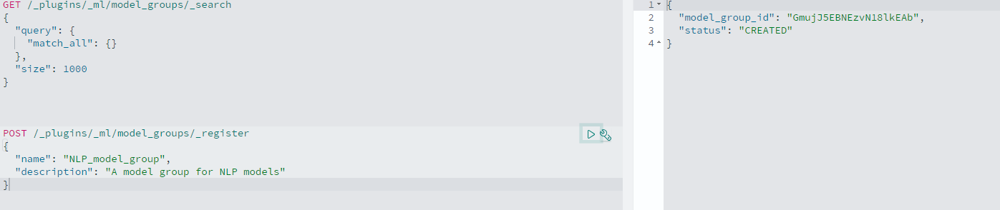 GET /_plugins/_ml/model_groups/_search
{
  "query": {
    "match_all": {}
  },
  "size": 1000
}
POST /_plugins/_ml/model_groups/_register
{
  "name": "NLP_model_group",
  "description": "A model group for NLP models"
}
1 {
2   "model_group_id": "GmujJ5EBNEzvN18lkEAb",
3   "status": "CREATED"
4 }